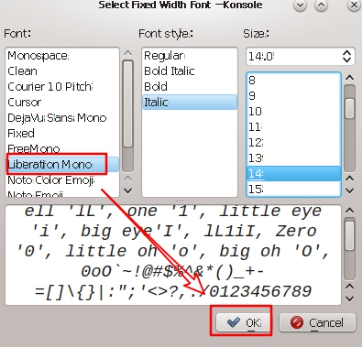 Select Fixed Width Font — Konsole
Font:
Font style:
Size:
Monospace
Clean
Courier 10 Pitch
Cursor
DejaVu Sans Mono
Fixed
FreeMono
Liberation Mono
Noto Color Emoji
Noto Emoji
Regular
Bold Italic
Bold
Italic
14.0
8
9
10
11
12
13
14
15
ell 'lL', one '1', little eye
'i', big eye'I', lL1iI, Zero
'0', little oh 'o', big oh 'O',
0oO`~!@#$%^&*()_+-
=[]\{}|:";'<>?,./0123456789
OK
Cancel